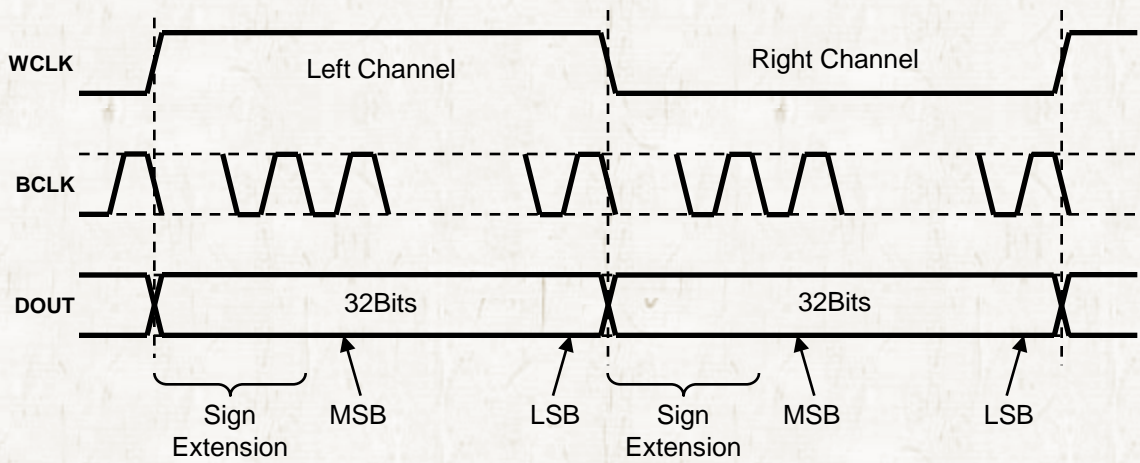 WCLK
Left Channel
Right Channel
BCLK
DOUT
32Bits
32Bits
Sign
Extension
MSB
LSB
Sign
Extension
MSB
LSB